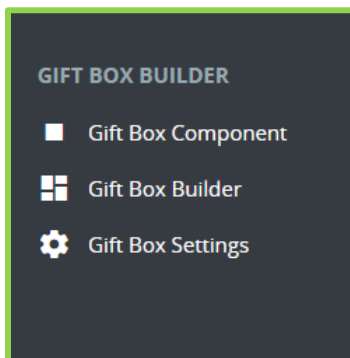 GIFT BOX BUILDER
Gift Box Component
Gift Box Builder
Gift Box Settings